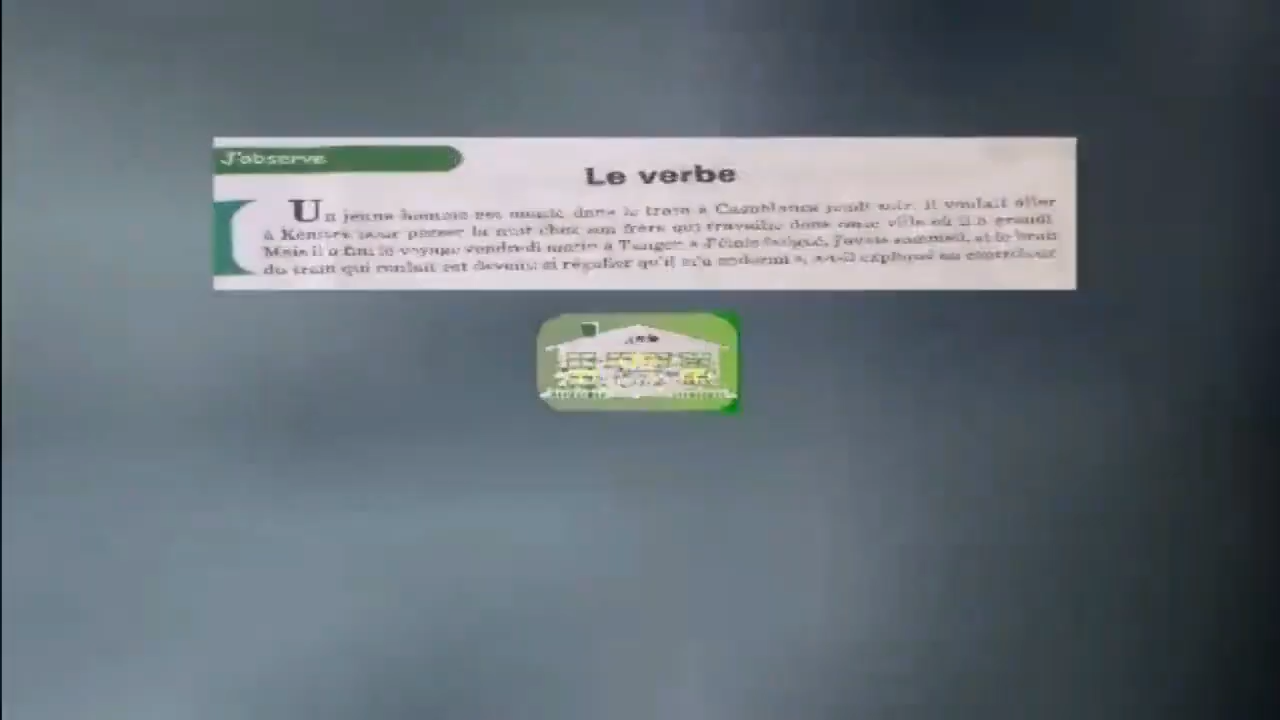 J'observe
Le verbe
Un jeune homme est monté dans le train à Casablanca jeudi soir. Il voulait aller
à Kénitra pour passer la nuit chez son frère qui travaille dans cette ville où il a grandi.
Mais il a fini le voyage vendredi matin à Tanger. « J'étais fatigué, j'avais sommeil, et le bruit
du train qui roulait est devenu si régulier qu'il m'a endormi », a-t-il expliqué au contrôleur